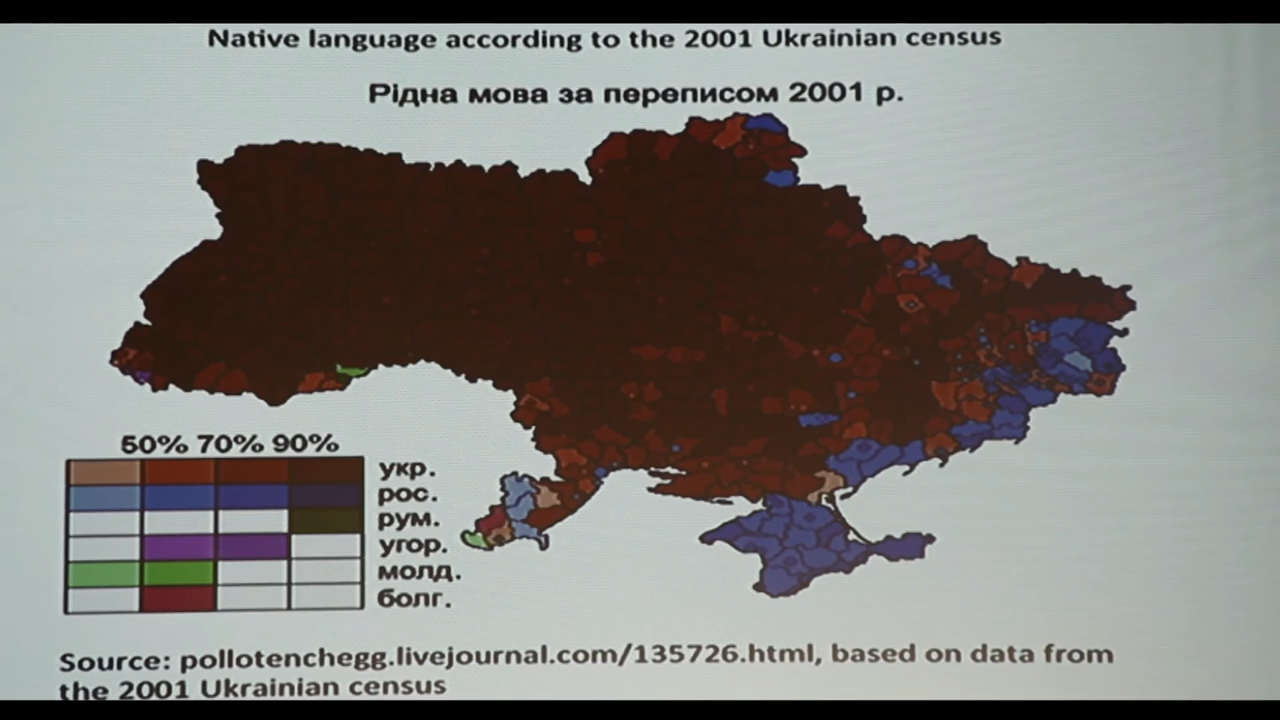 Native language according to the 2001 Ukrainian census
Рідна мова за переписом 2001 р.
50% 70% 90%
укр.
рос.
рум.
угор.
молд.
болг.
Source: pollotenchegg.livejournal.com/135726.html, based on data from
the 2001 Ukrainian census